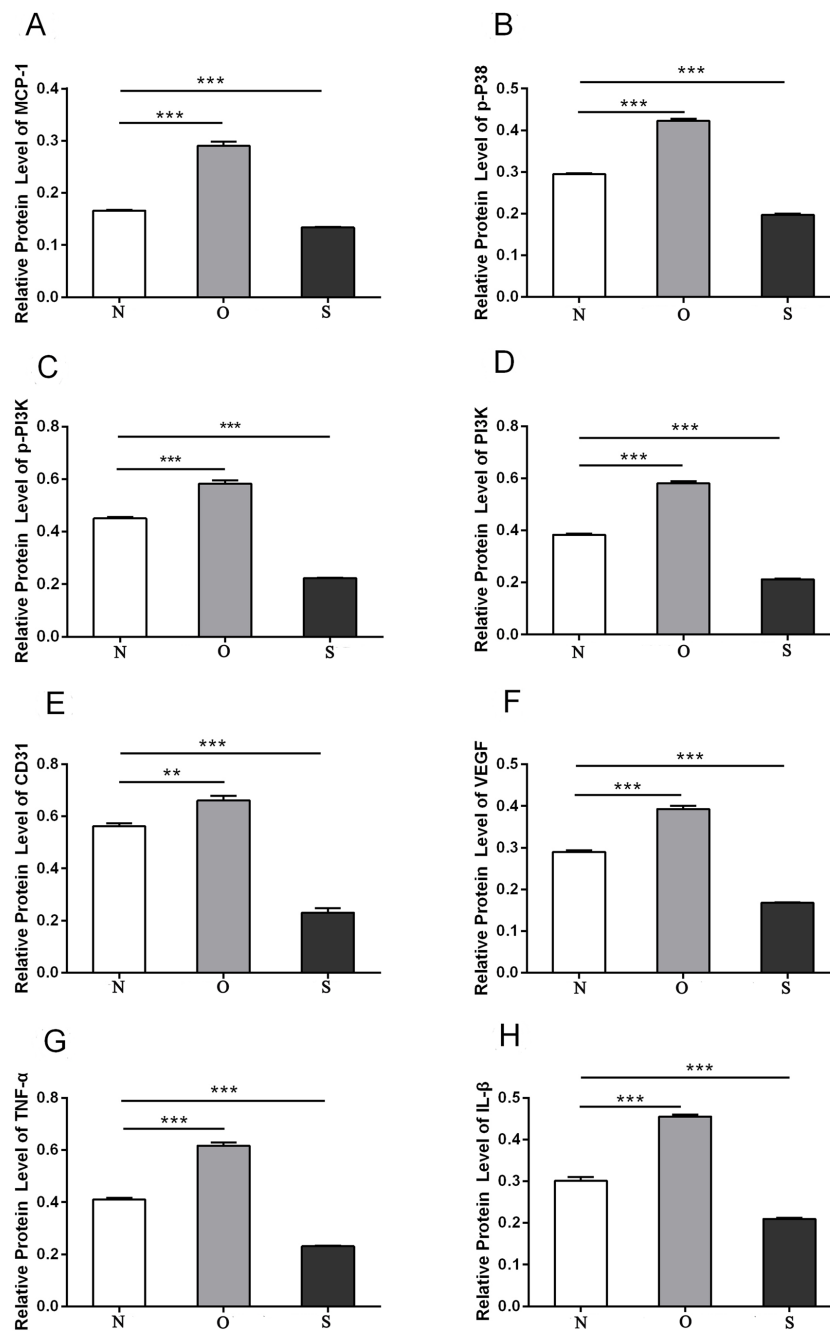 A
Relative Protein Level of MCP-1
0.4
0.3
0.2
0.1
0.0
***
***
N O S
B
Relative Protein Level of p-P38
0.5
0.4
0.3
0.2
0.1
0.0
***
***
N O S
C
Relative Protein Level of p-PI3K
0.8
0.6
0.4
0.2
0.0
***
***
N O S
D
Relative Protein Level of PI3K
0.8
0.6
0.4
0.2
0.0
***
***
N O S
E
Relative Protein Level of CD31
0.8
0.6
0.4
0.2
0.0
***
**
N O S
F
Relative Protein Level of VEGF
0.5
0.4
0.3
0.2
0.1
0.0
***
***
N O S
G
Relative Protein Level of TNF-α
0.8
0.6
0.4
0.2
0.0
***
***
N O S
H
Relative Protein Level of IL-β
0.5
0.4
0.3
0.2
0.1
0.0
***
***
N O S